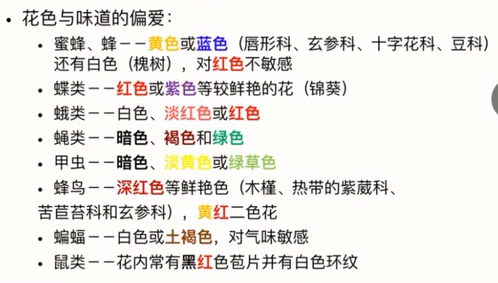 • 花色与味道的偏爱：
• 蜜蜂、蜂——黄色或蓝色（唇形科、玄参科、十字花科、豆科）
还有白色（槐树），对红色不敏感
• 蝶类——红色或紫色等较鲜艳的花（锦葵）
• 蛾类——白色、淡红色或红色
• 蝇类——暗色、褐色和绿色
• 甲虫——暗色、淡黄色或绿草色
• 蜂鸟——深红色等鲜艳色（木槿、热带的紫葳科、
苦苣苔科和玄参科），黄红二色花
• 蝙蝠——白色或土褐色，对气味敏感
• 鼠类——花内常有黑红色苞片并有白色环纹